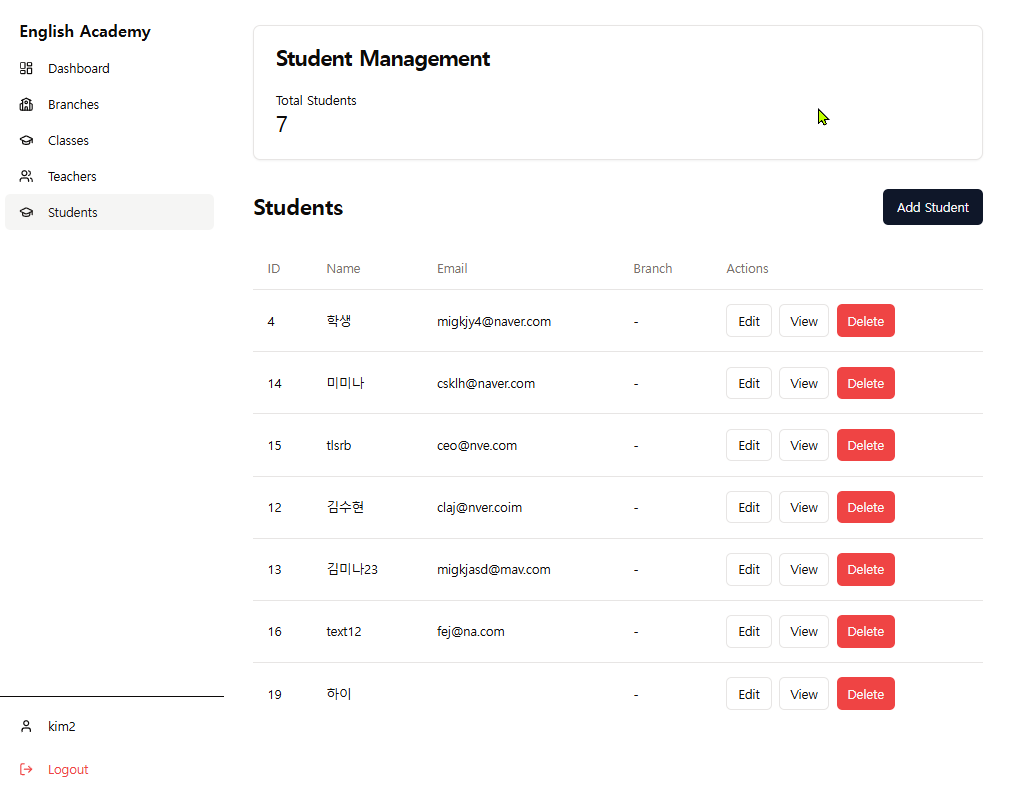 English Academy
Dashboard
Branches
Classes
Teachers
Students
kim2
Logout
Student Management
Total Students
7
Students
Add Student
ID Name Email Branch Actions
4 학생 migkjy4@naver.com - Edit View Delete
14 미미나 csklh@naver.com - Edit View Delete
15 tlsrb ceo@nve.com - Edit View Delete
12 김수현 claj@nver.coim - Edit View Delete
13 김미나23 migkjasd@mav.com - Edit View Delete
16 text12 fej@na.com - Edit View Delete
19 하이 - Edit View Delete